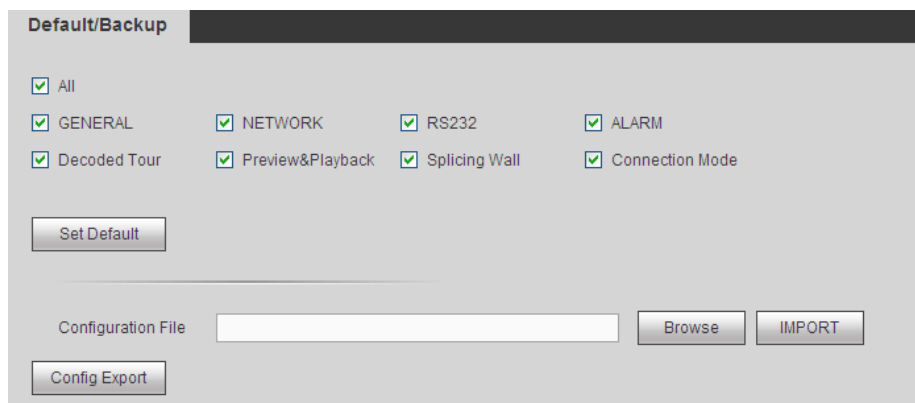 Default/Backup
All
GENERAL NETWORK RS232 ALARM
Decoded Tour Preview&Playback Splicing Wall Connection Mode
Set Default
Configuration File Browse IMPORT
Config Export